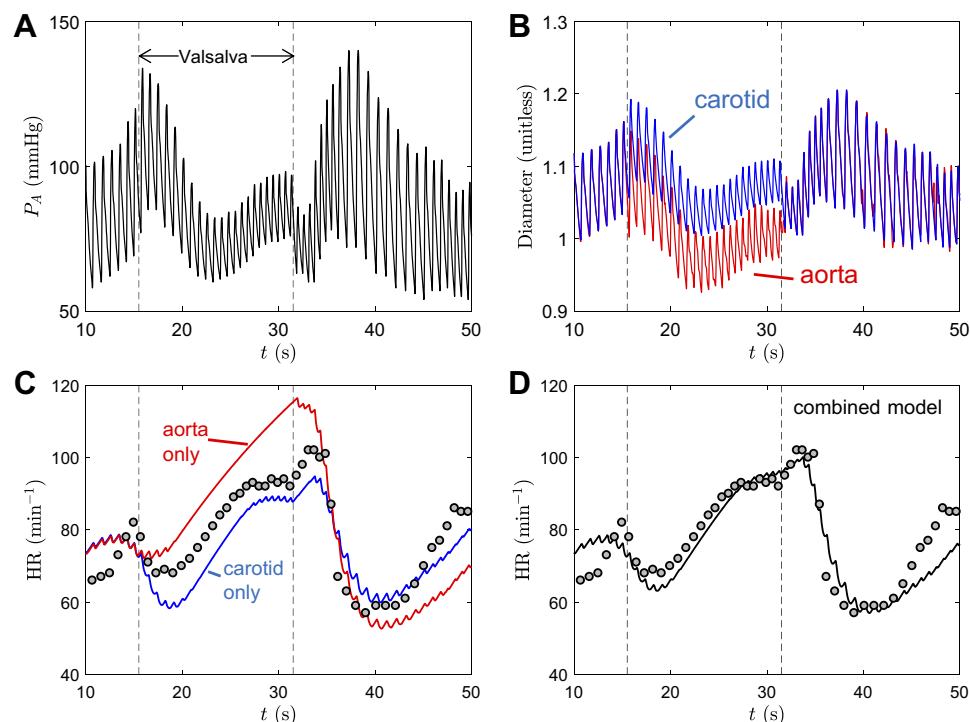 A
150
100
50
P_A (mmHg)
Valsalva
10 20 30 40 50
t (s)
B
1.3
1.2
1.1
1
0.9
Diameter (unitless)
carotid
aorta
10 20 30 40 50
t (s)
C
120
100
80
60
40
HR (min⁻¹)
aorta
only
carotid
only
10 20 30 40 50
t (s)
D
120
100
80
60
40
HR (min⁻¹)
combined model
10 20 30 40 50
t (s)